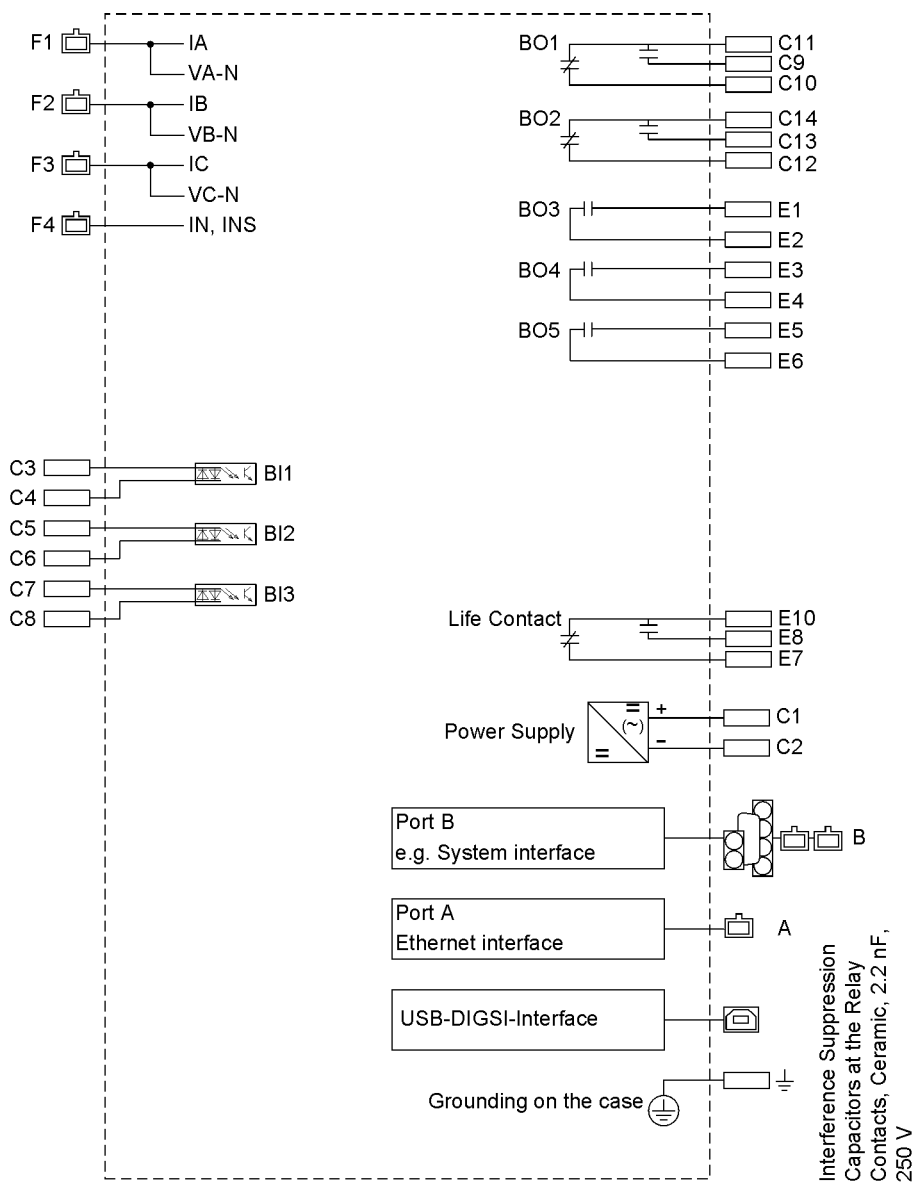 F1 IA
VA-N
F2 IB
VB-N
F3 IC
VC-N
F4 IN, INS
BO1 C11
C9
C10
BO2 C14
C13
C12
BO3 E1
E2
BO4 E3
E4
BO5 E5
E6
C3 BI1
C4
C5 BI2
C6
C7 BI3
C8
Life Contact E10
E8
E7
Power Supply = (~) = + - C1
C2
Port B
e.g. System interface
B
Port A
Ethernet interface
A
USB-DIGSI-Interface
Grounding on the case
Interference Suppression
Capacitors at the Relay
Contacts, Ceramic, 2.2 nF,
250 V